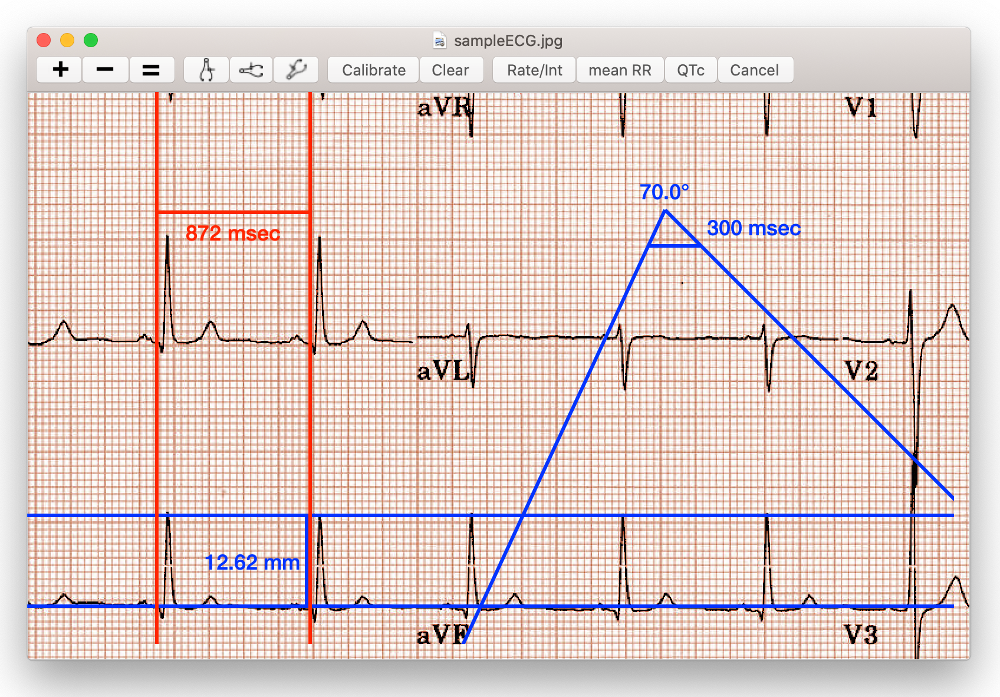 sampleECG.jpg
+ − = Calibrate Clear Rate/Int mean RR QTc Cancel
aVR V1
70.0°
872 msec 300 msec
aVL V2
12.62 mm
aVF V3